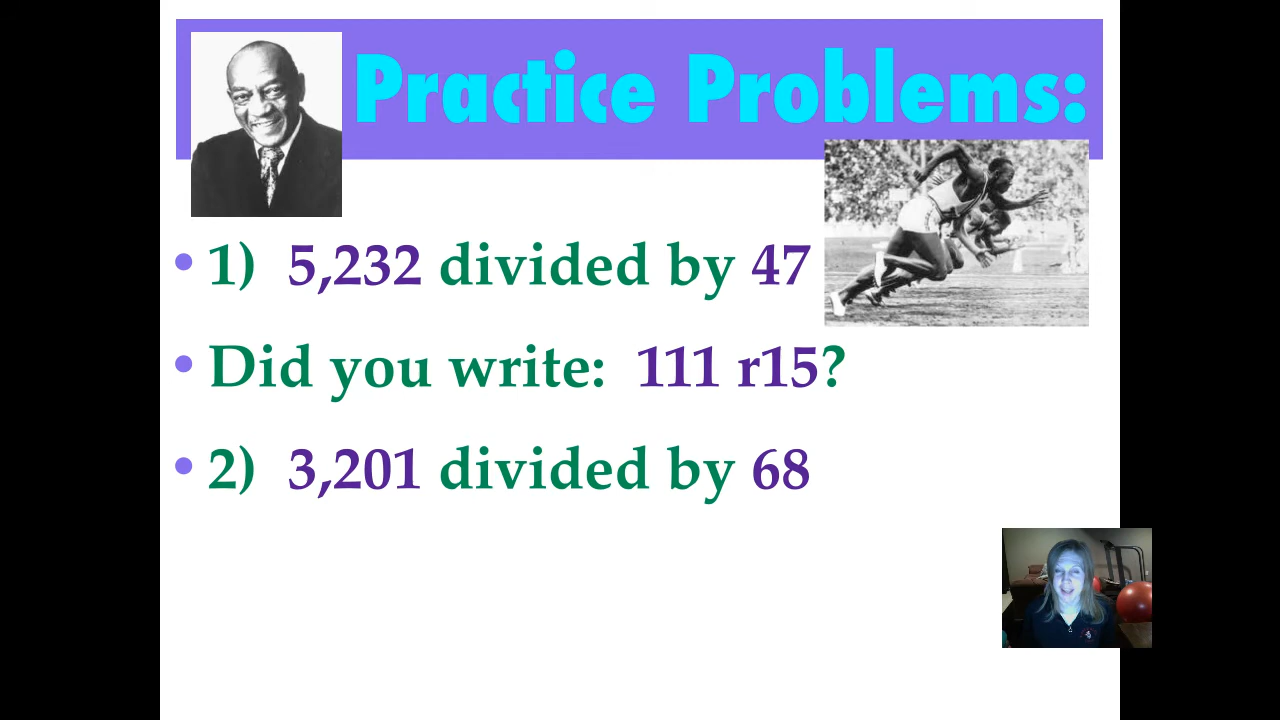 Practice Problems:
• 1) 5,232 divided by 47
• Did you write: 111 r15?
• 2) 3,201 divided by 68